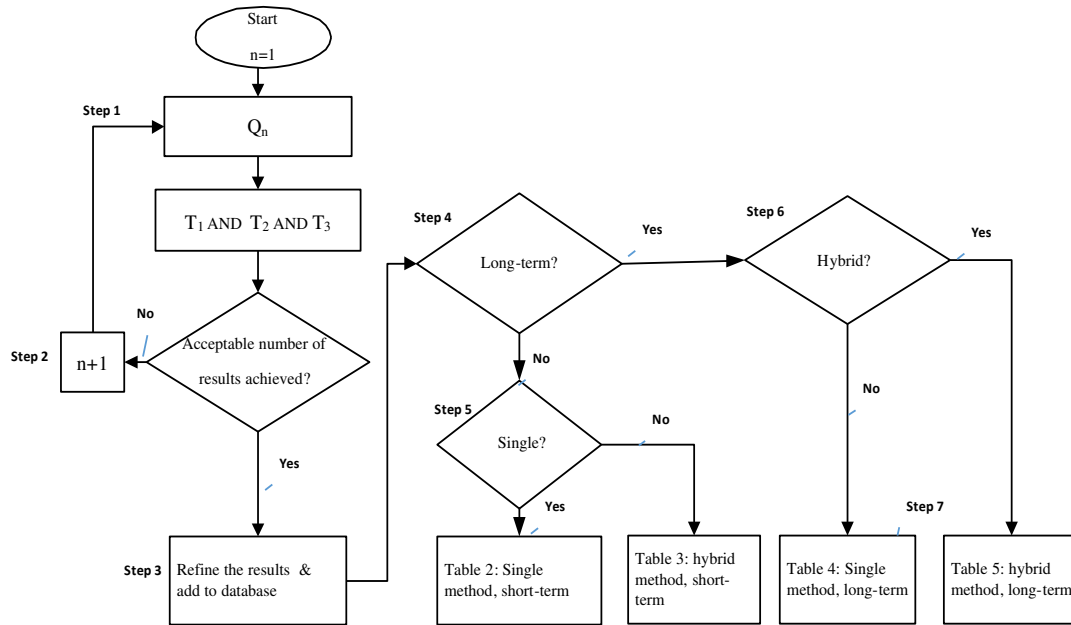 Start
n=1
Step 1
Qn
T1 AND T2 AND T3
No
Acceptable number of
results achieved?
Step 2
n+1
Yes
Step 3
Refine the results &
add to database
Step 4
Long-term?
Yes
No
Step 5
Single?
No
Yes
Step 6
Hybrid?
Yes
No
Step 7
Table 2: Single
method, short-term
Table 3: hybrid
method, short-
term
Table 4: Single
method, long-term
Table 5: hybrid
method, long-term